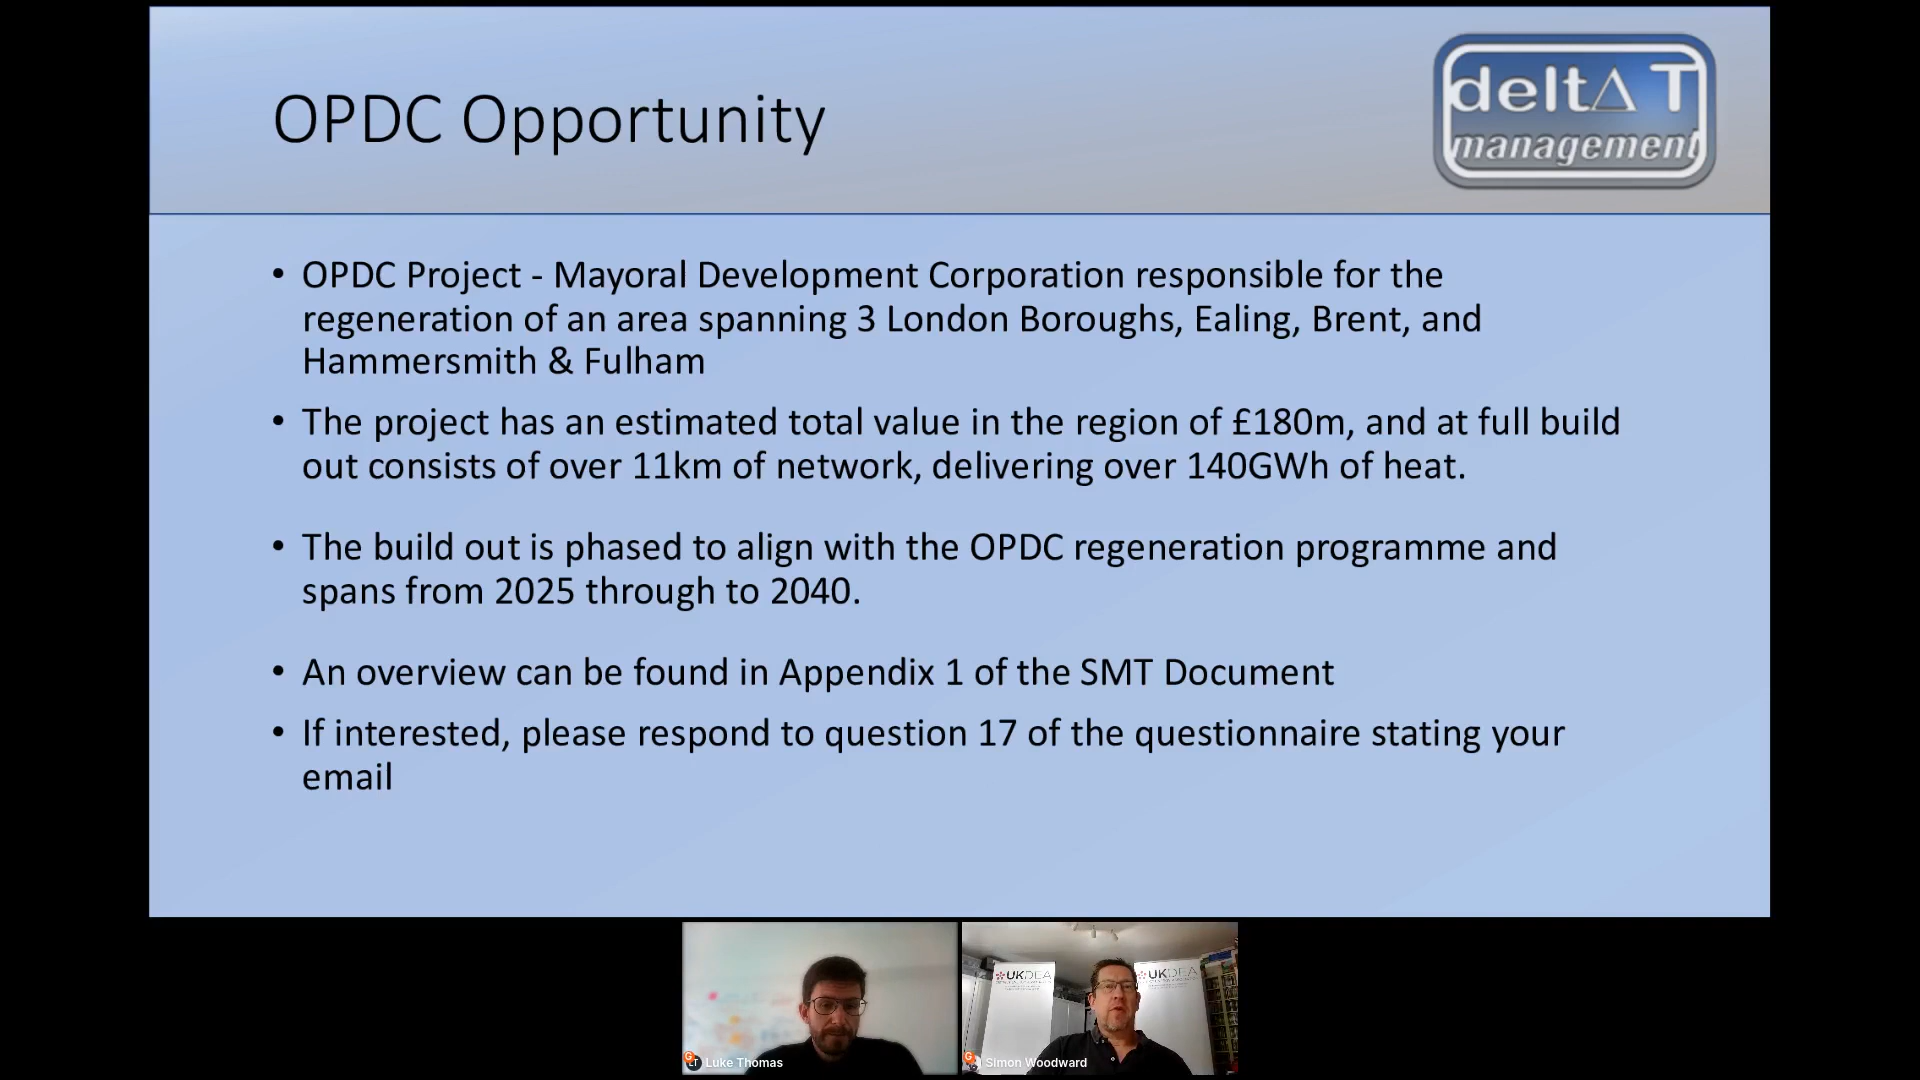 OPDC Opportunity
deltΔ T
management
• OPDC Project - Mayoral Development Corporation responsible for the
regeneration of an area spanning 3 London Boroughs, Ealing, Brent, and
Hammersmith & Fulham
• The project has an estimated total value in the region of £180m, and at full build
out consists of over 11km of network, delivering over 140GWh of heat.
• The build out is phased to align with the OPDC regeneration programme and
spans from 2025 through to 2040.
• An overview can be found in Appendix 1 of the SMT Document
• If interested, please respond to question 17 of the questionnaire stating your
email
UKDEA
UKDEA
G
LT
Luke Thomas
G
Simon Woodward